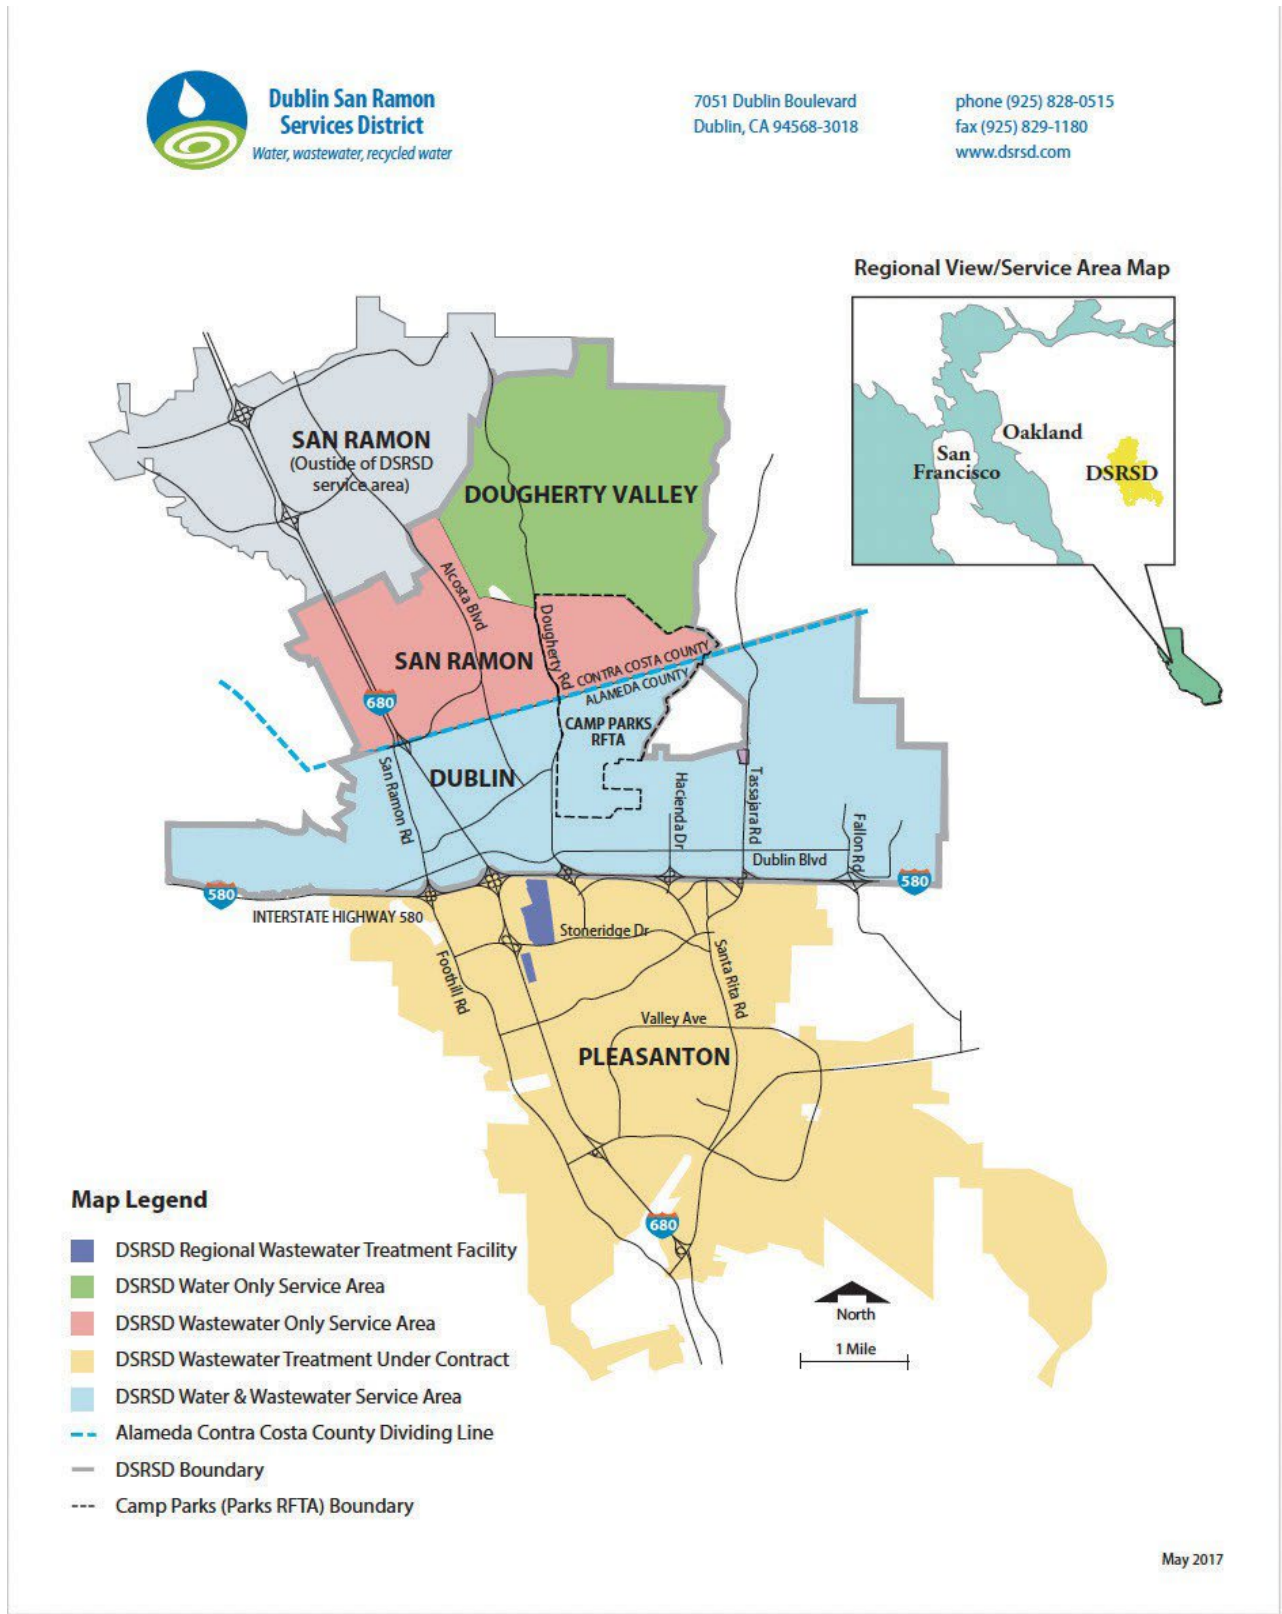 Dublin San Ramon
Services District
Water, wastewater, recycled water
7051 Dublin Boulevard
Dublin, CA 94568-3018
phone (925) 828-0515
fax (925) 829-1180
www.dsrsd.com
Regional View/Service Area Map
Oakland
San
Francisco
DSRSD
SAN RAMON
(Oustide of DSRSD
service area)
DOUGHERTY VALLEY
Alcosta Blvd
Dougherty Rd
SAN RAMON
CONTRA COSTA COUNTY
ALAMEDA COUNTY
680
CAMP PARKS
RFTA
DUBLIN
San Ramon Rd
Hacienda Dr
Tassajara Rd
Fallon Rd
Dublin Blvd
580
580
INTERSTATE HIGHWAY 580
Stoneridge Dr
Foothill Rd
Santa Rita Rd
Valley Ave
PLEASANTON
680
Map Legend
DSRSD Regional Wastewater Treatment Facility
DSRSD Water Only Service Area
DSRSD Wastewater Only Service Area
DSRSD Wastewater Treatment Under Contract
DSRSD Water & Wastewater Service Area
Alameda Contra Costa County Dividing Line
DSRSD Boundary
Camp Parks (Parks RFTA) Boundary
North
1 Mile
May 2017